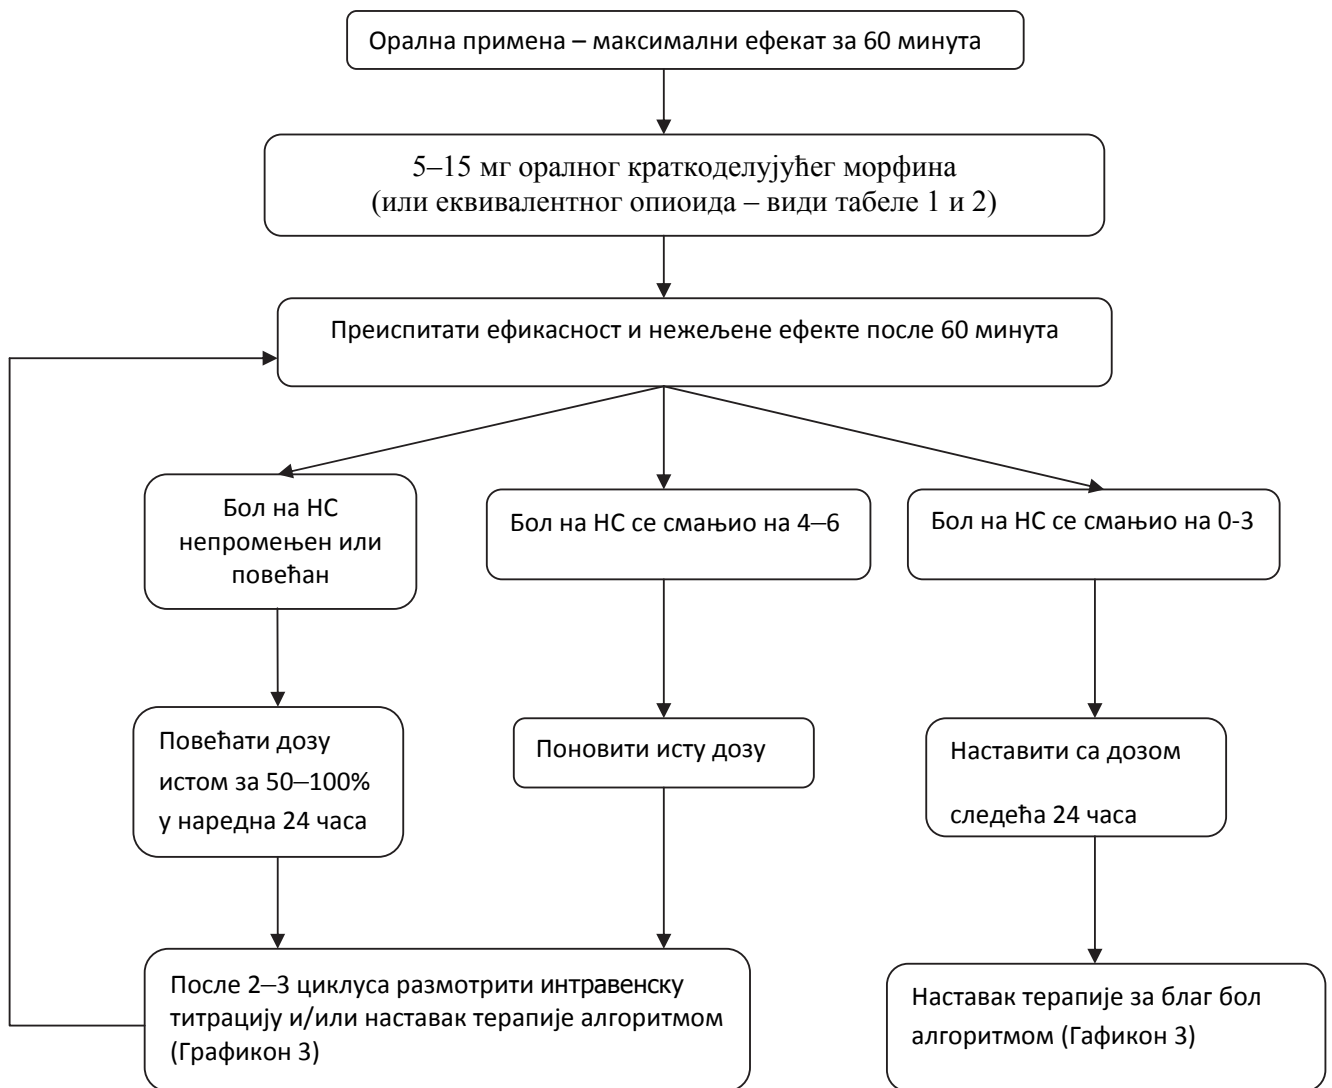 Орална примена – максимални ефекат за 60 минута
5–15 мг оралног краткоделујућег морфина
(или еквивалентног опиоида – види табеле 1 и 2)
Преиспитати ефикасност и нежељене ефекте после 60 минута
Бол на НС
непромењен или
повећан
Бол на НС се смањио на 4–6
Бол на НС се смањио на 0-3
Повећати дозу
истом за 50–100%
у наредна 24 часа
Поновити исту дозу
Наставити са дозом
следећа 24 часа
После 2–3 циклуса размотрити интравенску
титрацију и/или наставак терапије алгоритмом
(Графикон 3)
Наставак терапије за благ бол
алгоритмом (Гафикон 3)